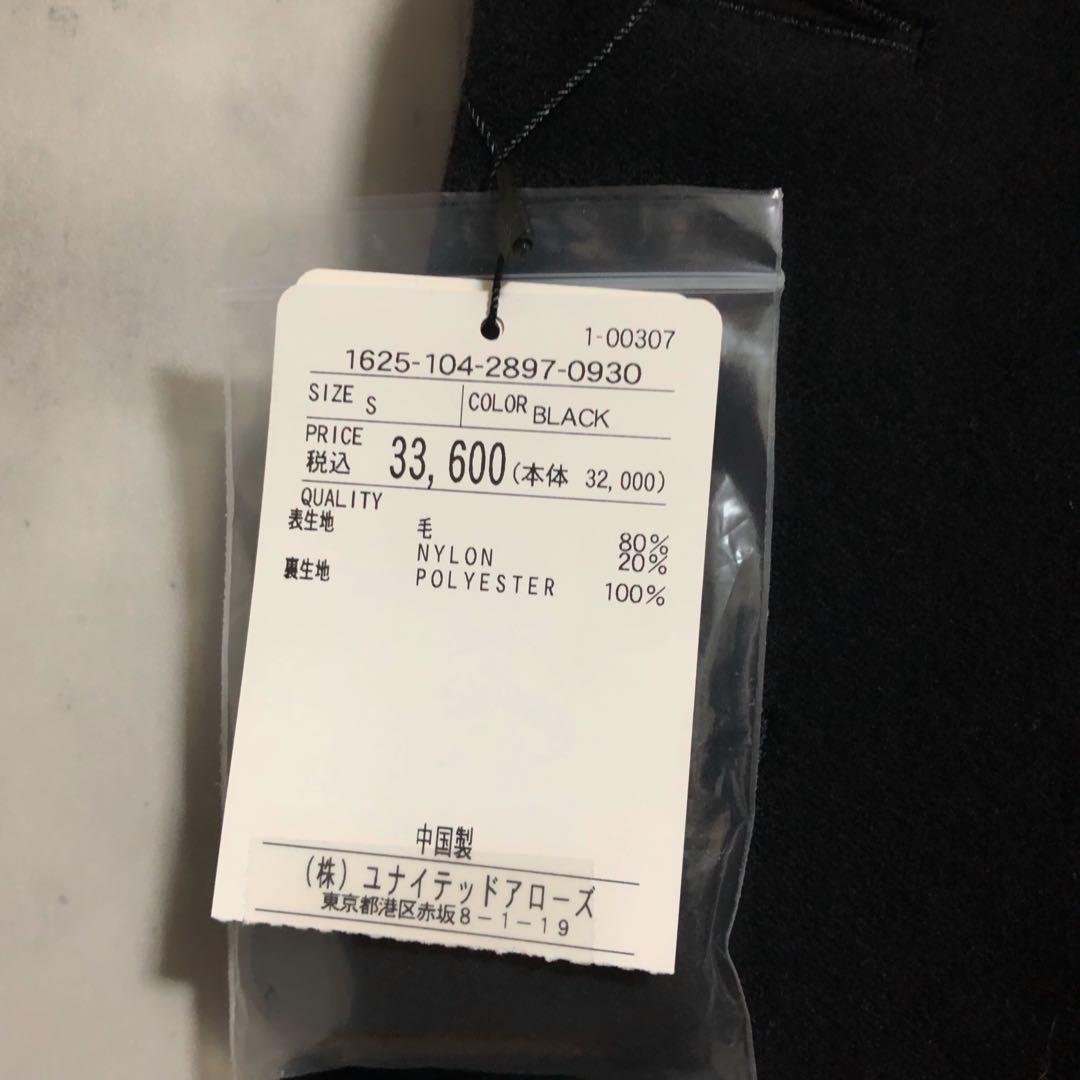 1-00307
1625-104-2897-0930
SIZE S COLOR BLACK
PRICE
税込 33,600 (本体 32,000)
QUALITY
表生地 毛 80%
NYLON 20%
裏生地 POLYESTER 100%
中国製
(株)ユナイテッドアローズ
東京都港区赤坂8-1-19